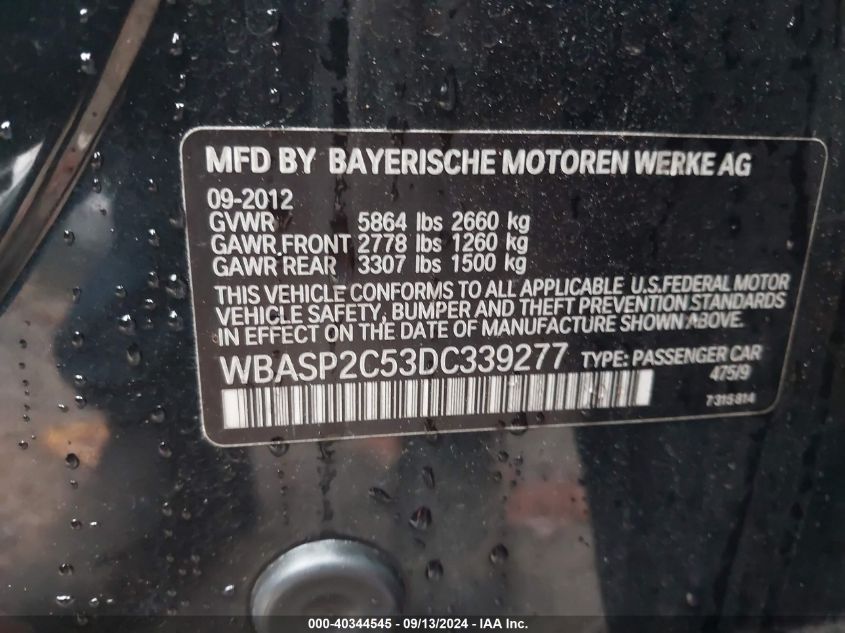 MFD BY BAYERISCHE MOTOREN WERKE AG
09-2012
GVWR 5864 lbs 2660 kg
GAWR FRONT 2778 lbs 1260 kg
GAWR REAR 3307 lbs 1500 kg
THIS VEHICLE CONFORMS TO ALL APPLICABLE U.S.FEDERAL MOTOR
VEHICLE SAFETY, BUMPER AND THEFT PREVENTION STANDARDS
IN EFFECT ON THE DATE OF MANUFACTURE SHOWN ABOVE.
WBASP2C53DC339277 TYPE: PASSENGER CAR
475/9
7315814
000-40344545 - 09/13/2024 - IAA Inc.